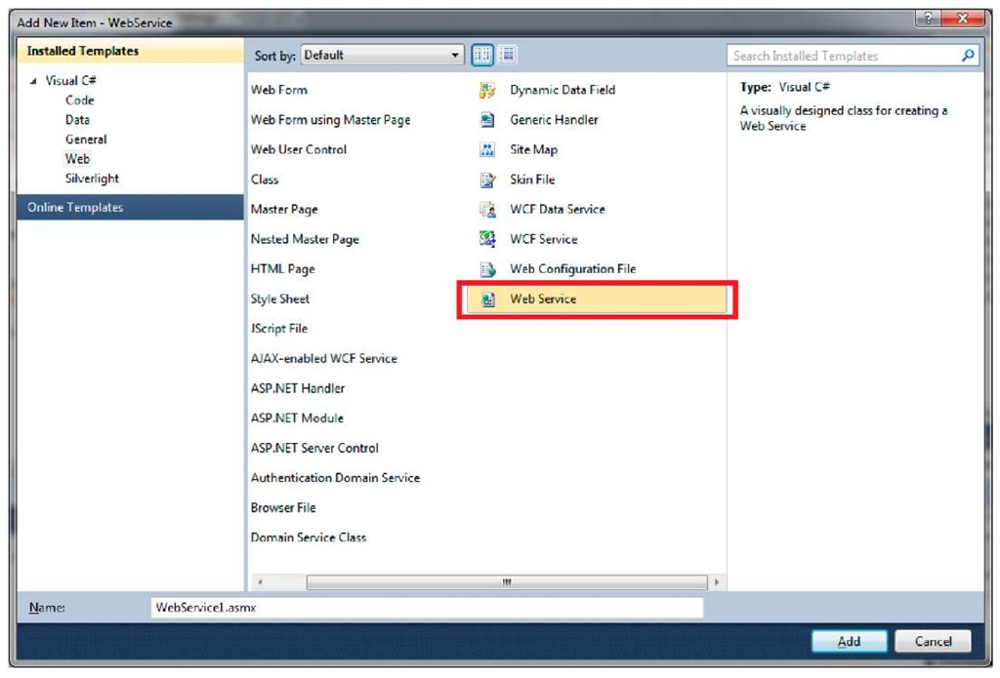 Add New Item - WebService
Installed Templates
Visual C#
Code
Data
General
Web
Silverlight
Online Templates
Sort by: Default
Web Form
Web Form using Master Page
Web User Control
Class
Master Page
Nested Master Page
HTML Page
Style Sheet
JScript File
AJAX-enabled WCF Service
ASP.NET Handler
ASP.NET Module
ASP.NET Server Control
Authentication Domain Service
Browser File
Domain Service Class
Dynamic Data Field
Generic Handler
Site Map
Skin File
WCF Data Service
WCF Service
Web Configuration File
Web Service
Search Installed Templates
Type: Visual C#
A visually designed class for creating a
Web Service
Name: WebService1.asmx
Add Cancel